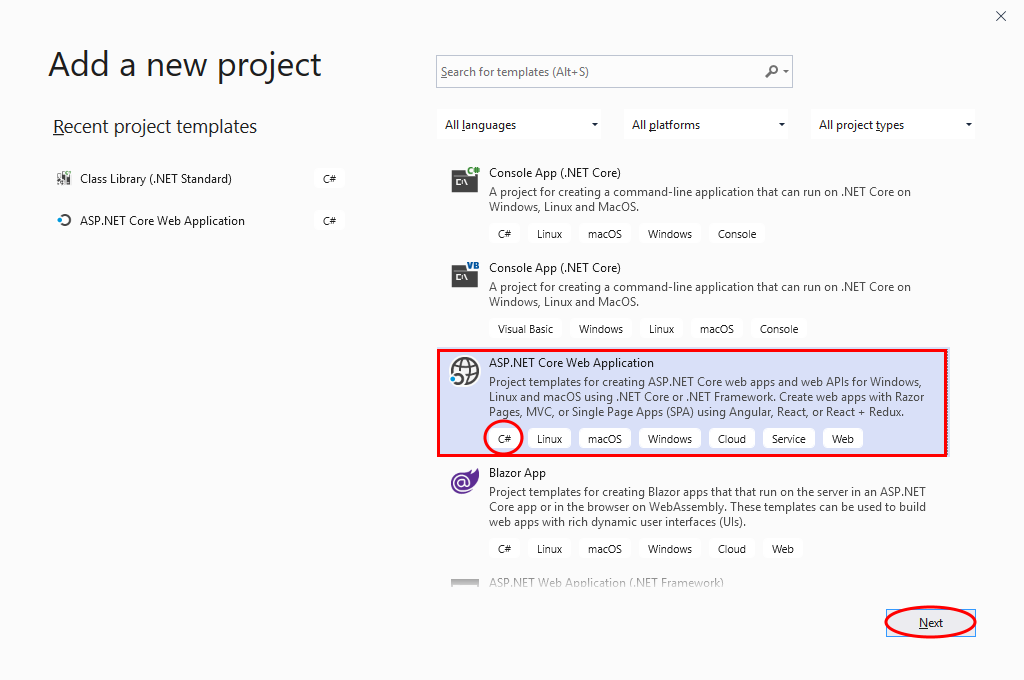 Add a new project
Search for templates (Alt+S)
Recent project templates
All languages
All platforms
All project types
Class Library (.NET Standard)
C#
ASP.NET Core Web Application
C#
C#
Console App (.NET Core)
A project for creating a command-line application that can run on .NET Core on
Windows, Linux and MacOS.
C#
Linux
macOS
Windows
Console
VB
Console App (.NET Core)
A project for creating a command-line application that can run on .NET Core on
Windows, Linux and MacOS.
Visual Basic
Windows
Linux
macOS
Console
ASP.NET Core Web Application
Project templates for creating ASP.NET Core web apps and web APIs for Windows,
Linux and macOS using .NET Core or .NET Framework. Create web apps with Razor
Pages, MVC, or Single Page Apps (SPA) using Angular, React, or React + Redux.
C#
Linux
macOS
Windows
Cloud
Service
Web
Blazor App
Project templates for creating Blazor apps that that run on the server in an ASP.NET
Core app or in the browser on WebAssembly. These templates can be used to build
web apps with rich dynamic user interfaces (UIs).
C#
Linux
macOS
Windows
Cloud
Web
ASP.NET Web Application (.NET Framework)
Next